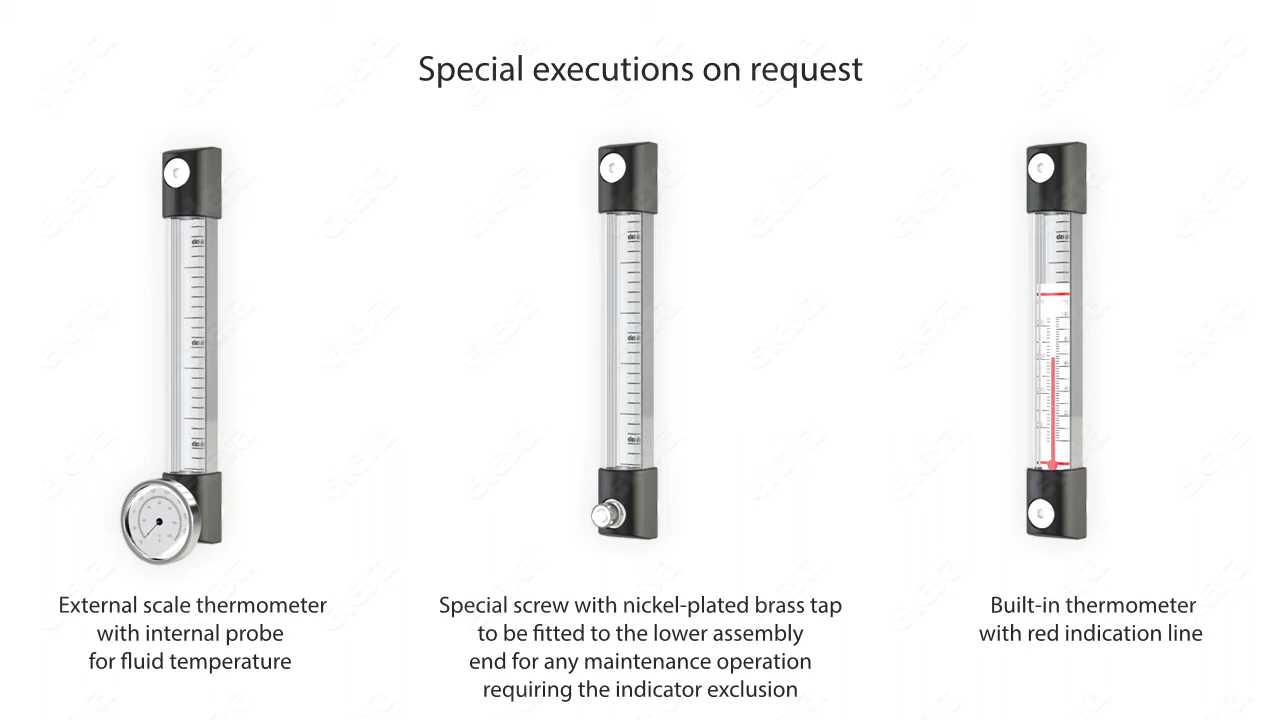 Special executions on request
External scale thermometer
with internal probe
for fluid temperature
Special screw with nickel-plated brass tap
to be fitted to the lower assembly
end for any maintenance operation
requiring the indicator exclusion
Built-in thermometer
with red indication line